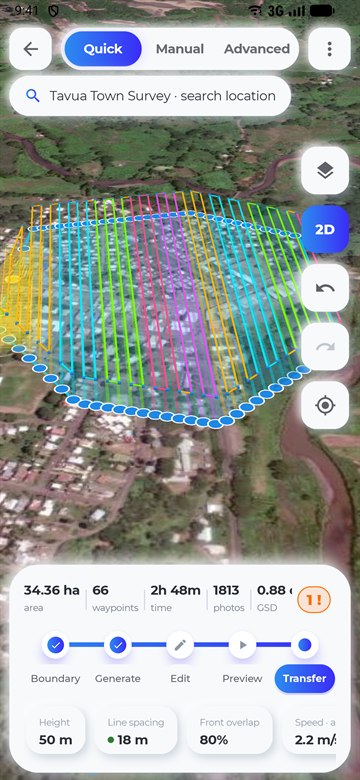 9:41 3G
Quick Manual Advanced
Tavua Town Survey · search location
2D
34.36 ha 66 2h 48m 1813 0.88 1!
area waypoints time photos GSD
Boundary Generate Edit Preview Transfer
Height Line spacing Front overlap Speed · a
50 m 18 m 80% 2.2 m/s